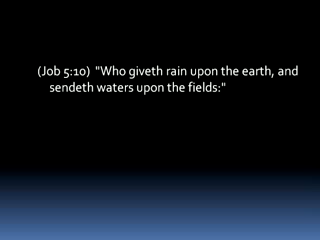 (Job 5:10) "Who giveth rain upon the earth, and
sendeth waters upon the fields:"